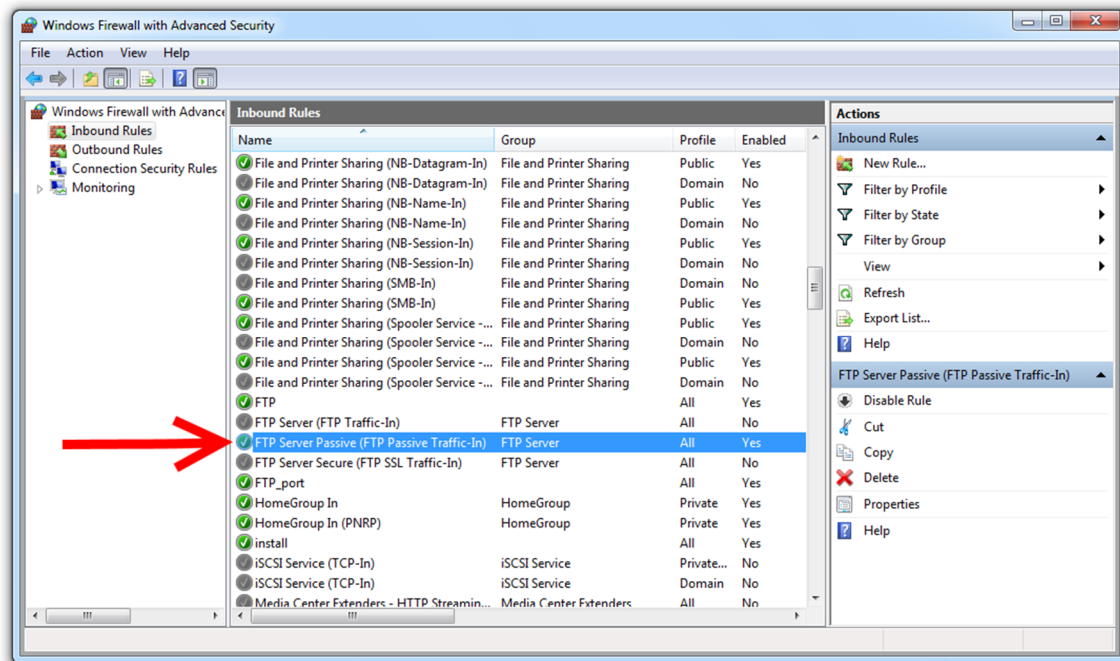 Windows Firewall with Advanced Security
File Action View Help
Windows Firewall with Advance
Inbound Rules
Outbound Rules
Connection Security Rules
Monitoring
Inbound Rules
Name Group Profile Enabled
File and Printer Sharing (NB-Datagram-In) File and Printer Sharing Public Yes
File and Printer Sharing (NB-Datagram-In) File and Printer Sharing Domain No
File and Printer Sharing (NB-Name-In) File and Printer Sharing Public Yes
File and Printer Sharing (NB-Name-In) File and Printer Sharing Domain No
File and Printer Sharing (NB-Session-In) File and Printer Sharing Public Yes
File and Printer Sharing (NB-Session-In) File and Printer Sharing Domain No
File and Printer Sharing (SMB-In) File and Printer Sharing Domain No
File and Printer Sharing (SMB-In) File and Printer Sharing Public Yes
File and Printer Sharing (Spooler Service -... File and Printer Sharing Public Yes
File and Printer Sharing (Spooler Service -... File and Printer Sharing Domain No
File and Printer Sharing (Spooler Service -... File and Printer Sharing Public Yes
File and Printer Sharing (Spooler Service -... File and Printer Sharing Domain No
FTP All Yes
FTP Server (FTP Traffic-In) FTP Server All No
FTP Server Passive (FTP Passive Traffic-In) FTP Server All Yes
FTP Server Secure (FTP SSL Traffic-In) FTP Server All No
FTP_port All Yes
HomeGroup In HomeGroup Private Yes
HomeGroup In (PNRP) HomeGroup Private Yes
install All Yes
iSCSI Service (TCP-In) iSCSI Service Private... No
iSCSI Service (TCP-In) iSCSI Service Domain No
Media Center Extenders - HTTP Streamin... Media Center Extenders All No
Actions
Inbound Rules
New Rule...
Filter by Profile
Filter by State
Filter by Group
View
Refresh
Export List...
Help
FTP Server Passive (FTP Passive Traffic-In)
Disable Rule
Cut
Copy
Delete
Properties
Help